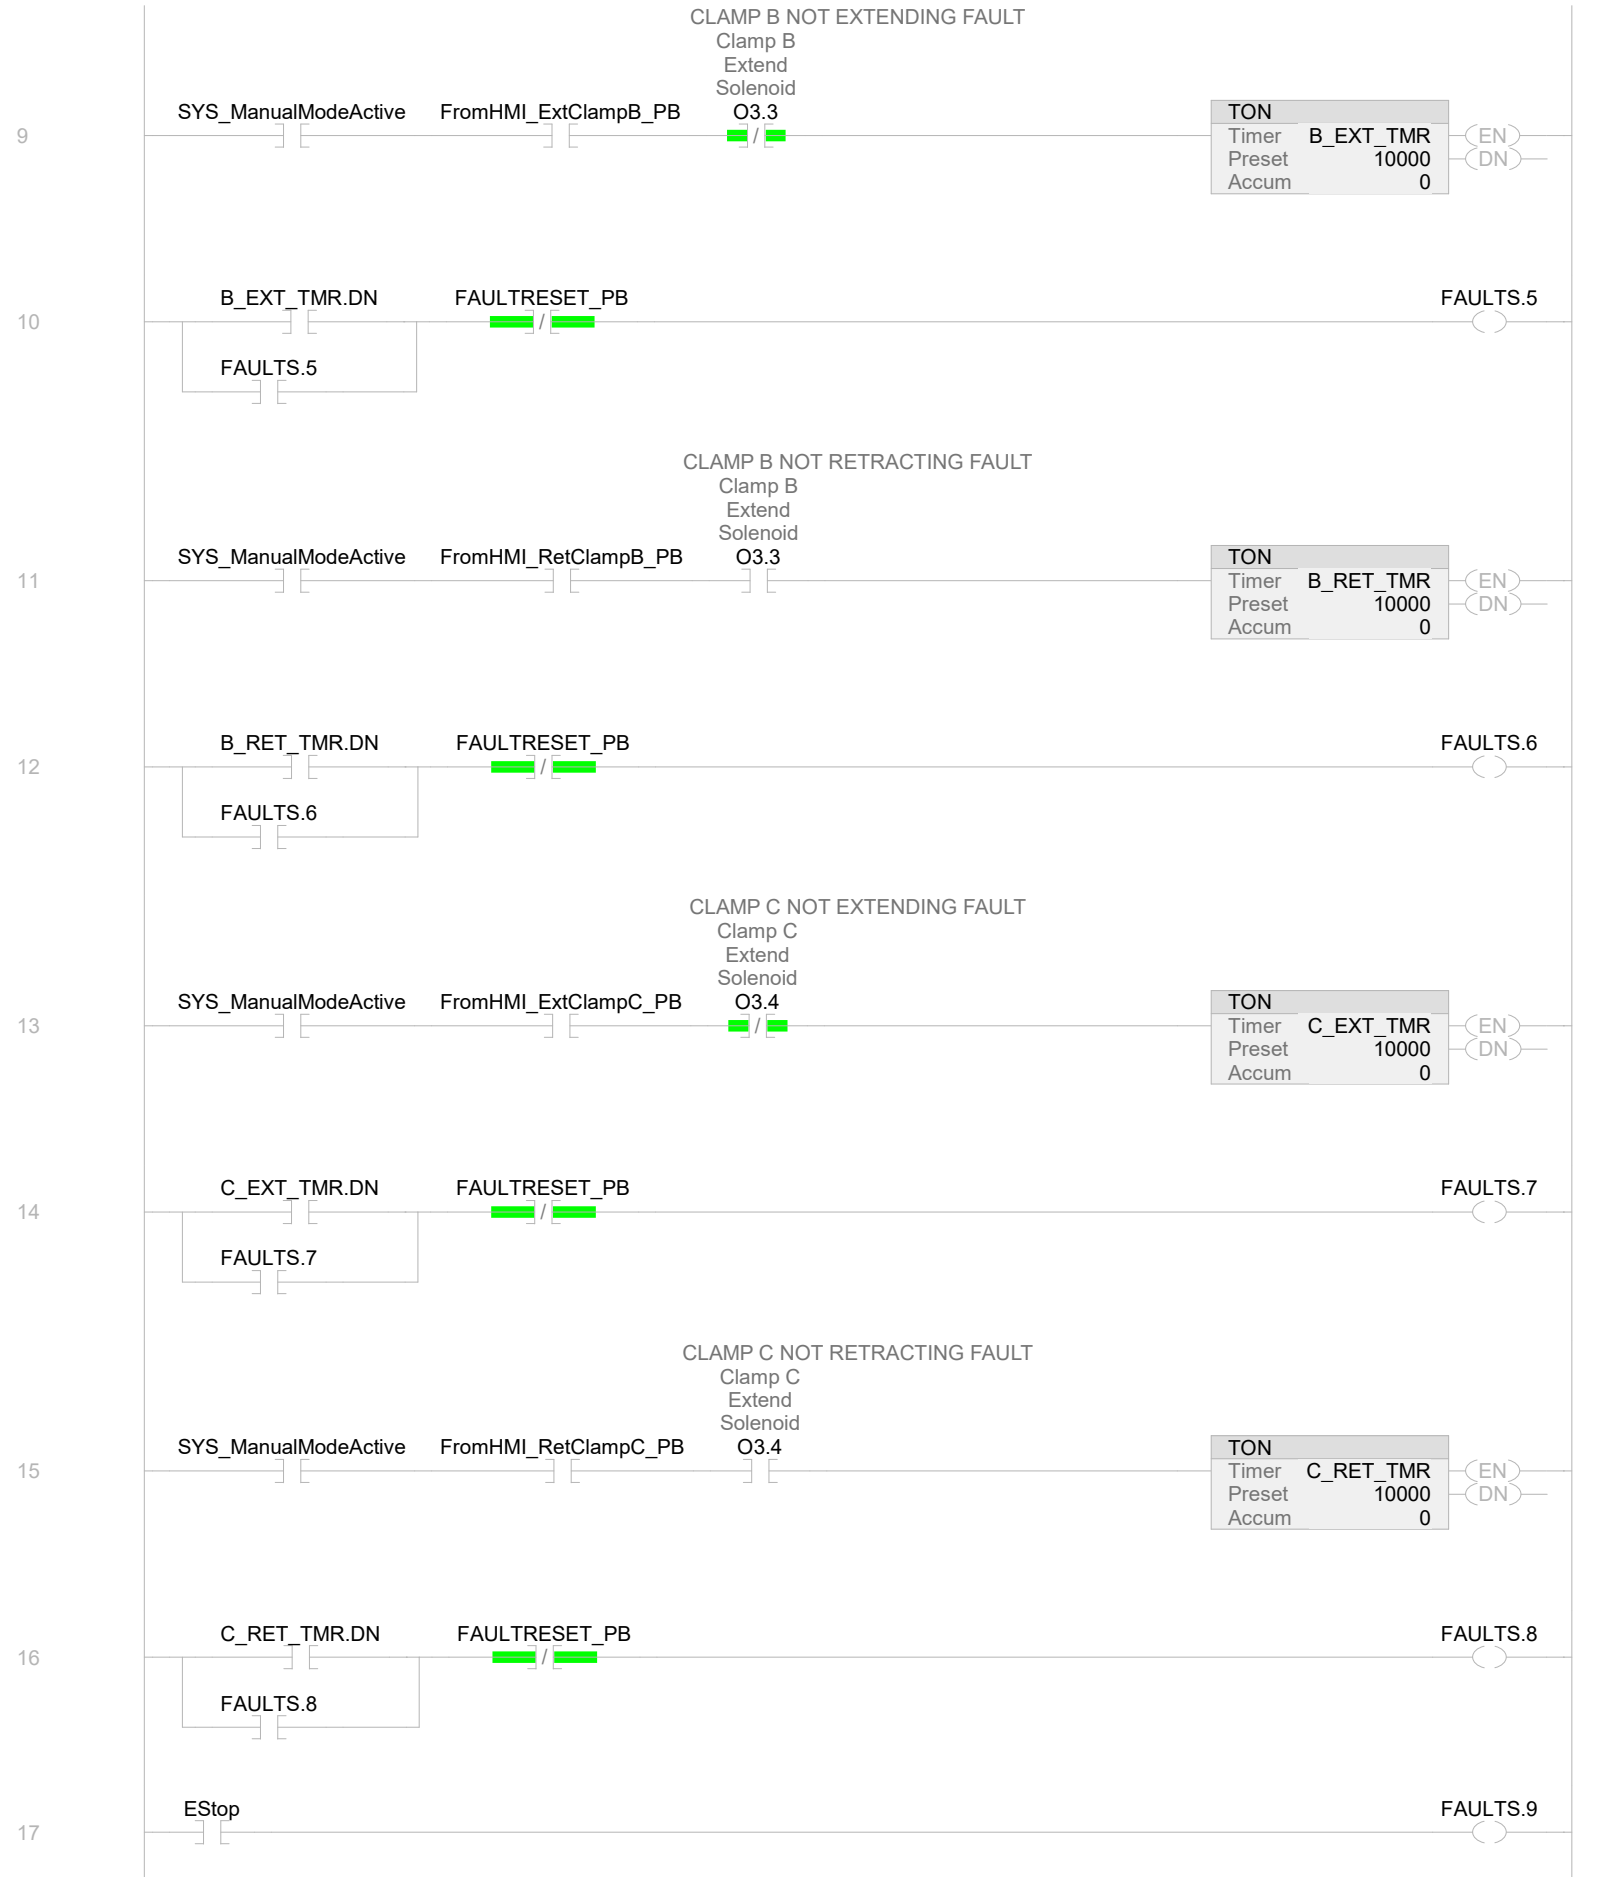 CLAMP B NOT EXTENDING FAULT
Clamp B
Extend
Solenoid
SYS_ManualModeActive FromHMI_ExtClampB_PB O3.3 TON
9 / Timer B_EXT_TMR EN
Preset 10000 DN
Accum 0
B_EXT_TMR.DN FAULTRESET_PB FAULTS.5
10 /
FAULTS.5
CLAMP B NOT RETRACTING FAULT
Clamp B
Extend
Solenoid
SYS_ManualModeActive FromHMI_RetClampB_PB O3.3 TON
11 Timer B_RET_TMR EN
Preset 10000 DN
Accum 0
B_RET_TMR.DN FAULTRESET_PB FAULTS.6
12 /
FAULTS.6
CLAMP C NOT EXTENDING FAULT
Clamp C
Extend
Solenoid
SYS_ManualModeActive FromHMI_ExtClampC_PB O3.4 TON
13 / Timer C_EXT_TMR EN
Preset 10000 DN
Accum 0
C_EXT_TMR.DN FAULTRESET_PB FAULTS.7
14 /
FAULTS.7
CLAMP C NOT RETRACTING FAULT
Clamp C
Extend
Solenoid
SYS_ManualModeActive FromHMI_RetClampC_PB O3.4 TON
15 Timer C_RET_TMR EN
Preset 10000 DN
Accum 0
C_RET_TMR.DN FAULTRESET_PB FAULTS.8
16 /
FAULTS.8
EStop FAULTS.9
17